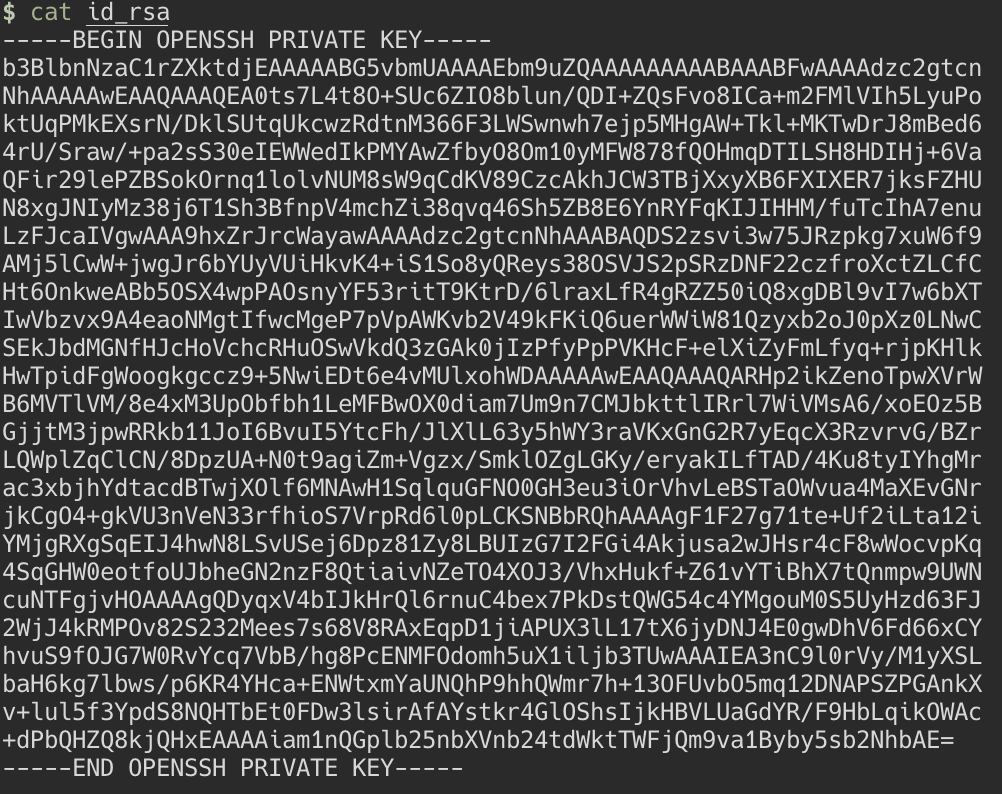 $ cat id_rsa
-----BEGIN OPENSSH PRIVATE KEY-----
b3BlbnNzaC1rZXktdjEAAAAABG5vbmUAAAAEbm9uZQAAAAAAAAABAAABFwAAAAdzc2gtcn
NhAAAAAwEAAQAAAQEA0ts7L4t8O+SUc6ZIO8blun/QDI+ZQsFvo8ICa+m2FMlVIh5LyuPo
ktUqPMkEXsrN/DklSUtqUkcwzRdtnM366F3LWSwnwh7ejp5MHgAW+Tkl+MKTwDrJ8mBed6
4rU/Sraw/+pa2sS30eIEWWedIkPMYAwZfbyO8Om10yMFW878fQOHmqDTILSH8HDIHj+6Va
QFir29lePZBSokOrnq1lolvNUM8sW9qCdKV89CzcAkhJCW3TBjXxyXB6FXIXER7jksFZHU
N8xgJNIyMz38j6T1Sh3BfnpV4mchZi38qvq46Sh5ZB8E6YnRYFqKIJIHHM/fuTcIhA7enu
LzFJcaIVgwAAA9hxZrJrcWayawAAAAdzc2gtcnNhAAABAQDS2zsvi3w75JRzpkg7xuW6f9
AMj5lCwW+jwgJr6bYUyVUiHkvK4+iS1So8yQReys38OSVJS2pSRzDNF22czfroXctZLCfC
Ht6OnkweABb5OSX4wpPAOsnyYF53ritT9KtrD/6lraxLfR4gRZZ50iQ8xgDBl9vI7w6bXT
IwVbzvx9A4eaoNMgtIfwcMgeP7pVpAWKvb2V49kFKiQ6uerWWiW81Qzyxb2oJ0pXz0LNwC
SEkJbdMGNfHJcHoVchcRHuOSwVkdQ3zGAk0jIzPfyPpPVKHcF+elXiZyFmLfyq+rjpKHlk
HwTpidFgWoogkgccz9+5NwiEDt6e4vMUlxohWDAAAAAwEAAQAAAQARHp2ikZenoTpwXVrW
B6MVTlVM/8e4xM3UpObfbh1LeMFBwOX0diam7Um9n7CMJbkttlIRrl7WiVMsA6/xoEOz5B
GjjtM3jpwRRkb11JoI6BvuI5YtcFh/JlXlL63y5hWY3raVKxGnG2R7yEqcX3RzvrvG/BZr
LQWplZqClCN/8DpzUA+N0t9agiZm+Vgzx/SmklOZgLGKy/eryakILfTAD/4Ku8tyIYhgMr
ac3xbjhYdtacdBTwjXOlf6MNAwH1SqlquGFNO0GH3eu3iOrVhvLeBSTaOWvua4MaXEvGNr
jkCgO4+gkVU3nVeN33rfhioS7VrpRd6l0pLCKSNBbRQhAAAAgF1F27g71te+Uf2iLta12i
YMjgRXgSqEIJ4hwN8LSvUSej6Dpz81Zy8LBUIzG7I2FGi4Akjusa2wJHsr4cF8wWocvpKq
4SqGHW0eotfoUJbheGN2nzF8QtiaivNZeTO4XOJ3/VhxHukf+Z61vYTiBhX7tQnmpw9UWN
cuNTFgjvHOAAAAgQDyqxV4bIJkHrQl6rnuC4bex7PkDstQWG54c4YMgouM0S5UyHzd63FJ
2WjJ4kRMPOv82S232Mees7s68V8RAxEqpD1jiAPUX3lL17tX6jyDNJ4E0gwDhV6Fd66xCY
hvuS9fOJG7W0RvYcq7VbB/hg8PcENMFOdomh5uX1iljb3TUwAAAIEA3nC9l0rVy/M1yXSL
baH6kg7lbws/p6KR4YHca+ENWtxmYaUNQhP9hhQWmr7h+13OFUvbO5mq12DNAPSZPGAnkX
v+lul5f3YpdS8NQHTbEt0FDw3lsirAfAYstkr4GlOShsIjkHBVLUaGdYR/F9HbLqikOWAc
+dPbQHZQ8kjQHxEAAAAiam1nQGplb25nbXVnb24tdWktTWFjQm9va1Byby5sb2NhbAE=
-----END OPENSSH PRIVATE KEY-----